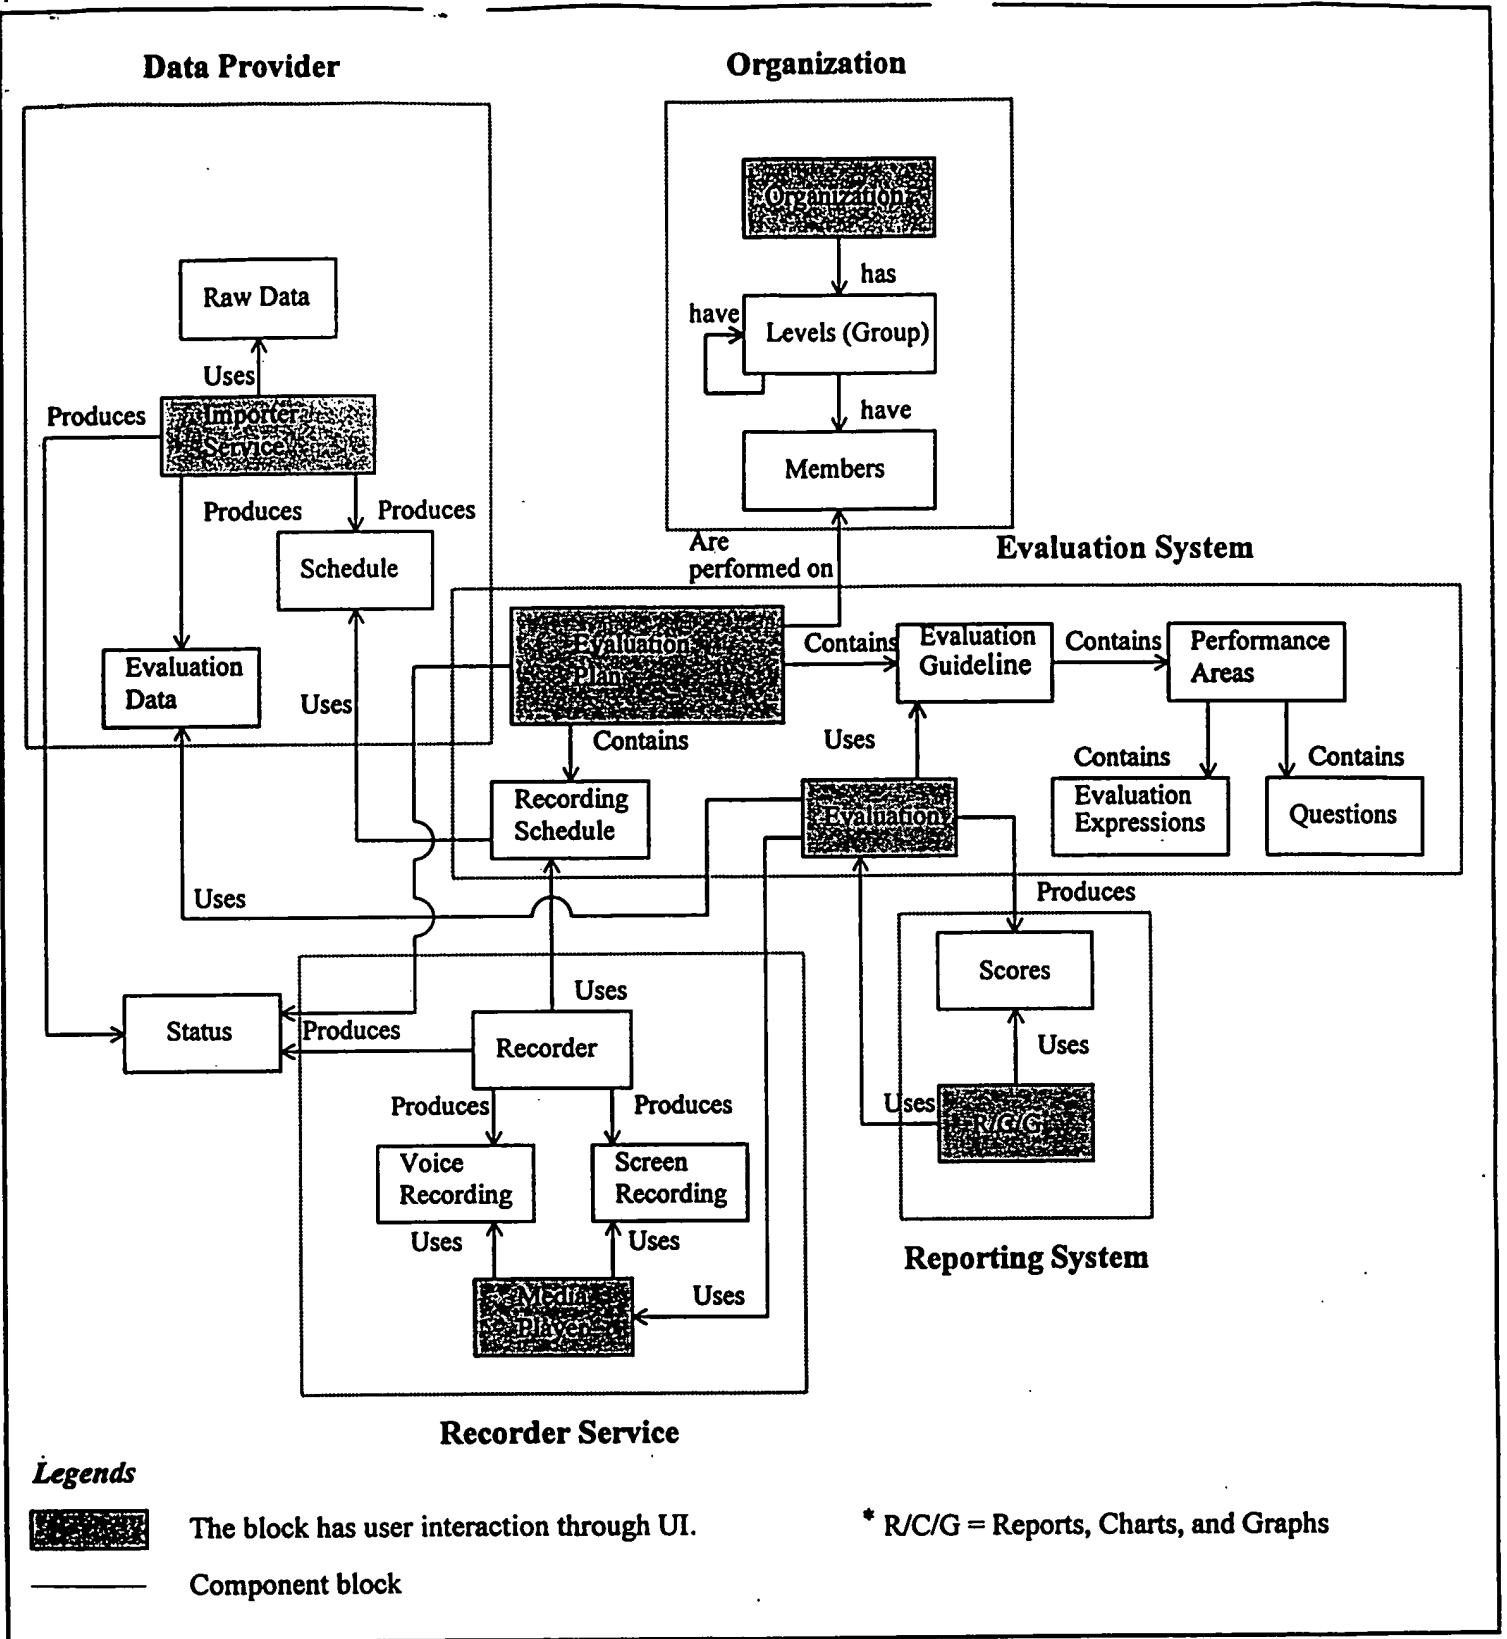 Data Provider
Organization
Organization
has
have
Levels (Group)
have
Members
Raw Data
Uses
Produces
Importer
Service
Produces
Produces
Schedule
Are
performed on
Evaluation System
Evaluation
Plan
Contains
Evaluation
Guideline
Contains
Performance
Areas
Evaluation
Data
Uses
Contains
Uses
Contains
Contains
Recording
Schedule
Evaluation
Evaluation
Expressions
Questions
Uses
Produces
Scores
Uses
Status
Produces
Recorder
Uses
Produces
Produces
Uses
R/C/G
Voice
Recording
Screen
Recording
Uses
Uses
Reporting System
Media
Player
Uses
Recorder Service
Legends
The block has user interaction through UI.
* R/C/G = Reports, Charts, and Graphs
Component block